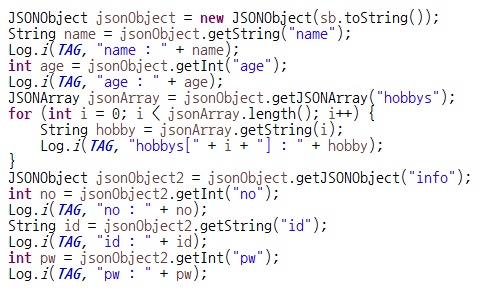 JSONObject jsonObject = new JSONObject(sb.toString());
String name = jsonObject.getString("name");
Log.i(TAG, "name : " + name);
int age = jsonObject.getInt("age");
Log.i(TAG, "age : " + age);
JSONArray jsonArray = jsonObject.getJSONArray("hobbys");
for (int i = 0; i < jsonArray.length(); i++) {
    String hobby = jsonArray.getString(i);
    Log.i(TAG, "hobbys[" + i + "] : " + hobby);
}
JSONObject jsonObject2 = jsonObject.getJSONObject("info");
int no = jsonObject2.getInt("no");
Log.i(TAG, "no : " + no);
String id = jsonObject2.getString("id");
Log.i(TAG, "id : " + id);
int pw = jsonObject2.getInt("pw");
Log.i(TAG, "pw : " + pw);